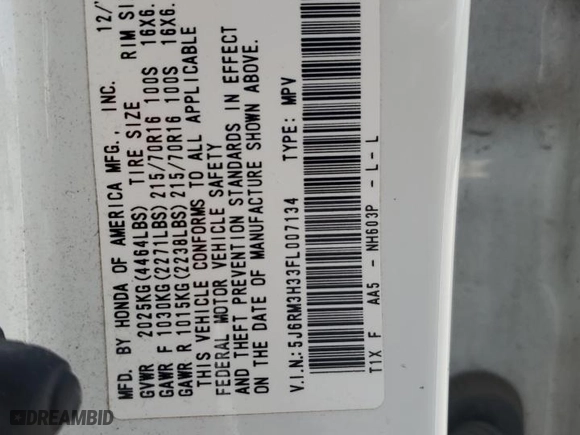 MFD. BY HONDA OF AMERICA MFG., INC. 12/
GVWR 2025KG(4464LBS) TIRE SIZE RIM SI
GAWR F 1030KG(2271LBS)215/70R16 100S 16X6.
GAWR R 1015KG(2238LBS)215/70R16 100S 16X6.
THIS VEHICLE CONFORMS TO ALL APPLICABLE
FEDERAL MOTOR VEHICLE SAFETY
AND THEFT PREVENTION STANDARDS IN EFFECT
ON THE DATE OF MANUFACTURE SHOWN ABOVE.
V.I.N.:5J6RM3H33FL007134 TYPE: MPV
T1X F AA5 - NH603P - L- L
DREAMBID